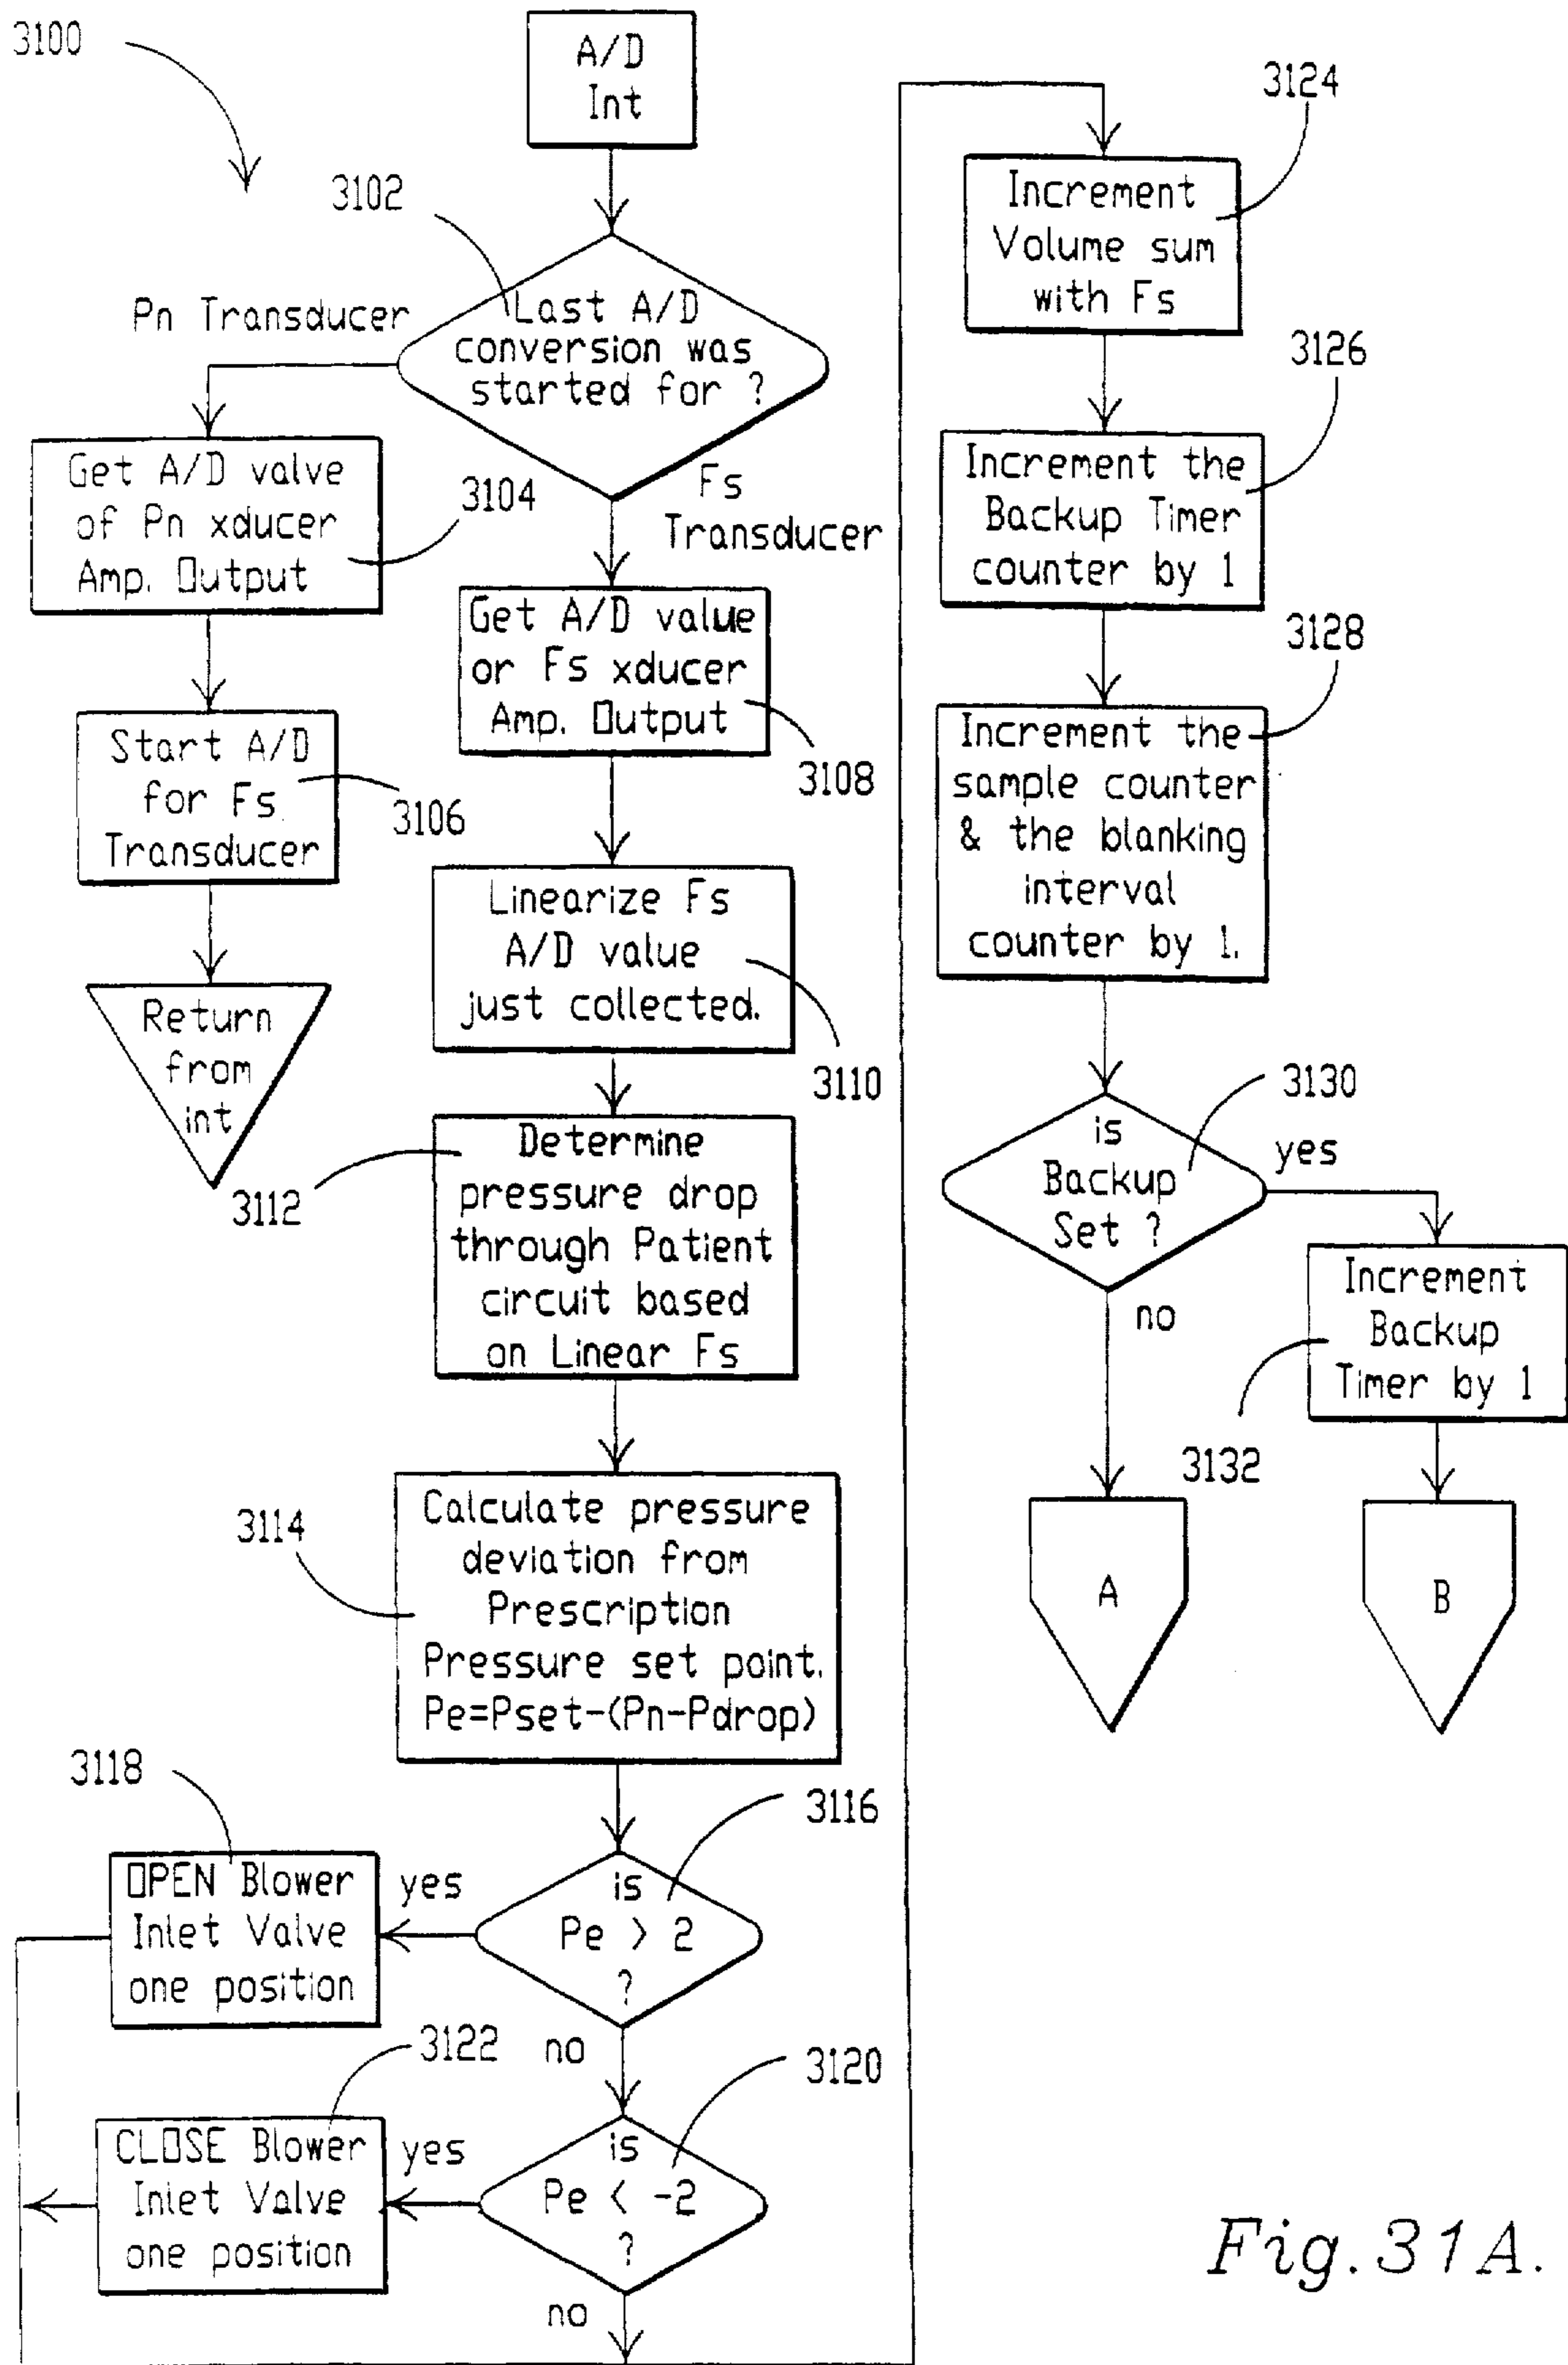 3100
A/D
Int
3102
Pn Transducer
Last A/D
conversion was
started for ?
Get A/D valve
of Pn xducer
Amp. Output
3104
Fs
Transducer
Start A/D
for Fs
Transducer
3106
Get A/D value
or Fs xducer
Amp. Output
3108
Return
from
int
Linearize Fs
A/D value
just collected.
3110
3112
Determine
pressure drop
through Patient
circuit based
on Linear Fs
3114
Calculate pressure
deviation from
Prescription
Pressure set point.
Pe=Pset-(Pn-Pdrop)
3118
3116
OPEN Blower
Inlet Valve
one position
yes
is
Pe > 2
?
no
3122
3120
CLOSE Blower
Inlet Valve
one position
yes
is
Pe < -2
?
no
3124
Increment
Volume sum
with Fs
3126
Increment the
Backup Timer
counter by 1
3128
Increment the
sample counter
& the blanking
interval
counter by 1.
3130
is
Backup
Set ?
yes
no
Increment
Backup
Timer by 1
3132
A
B
Fig. 31A.